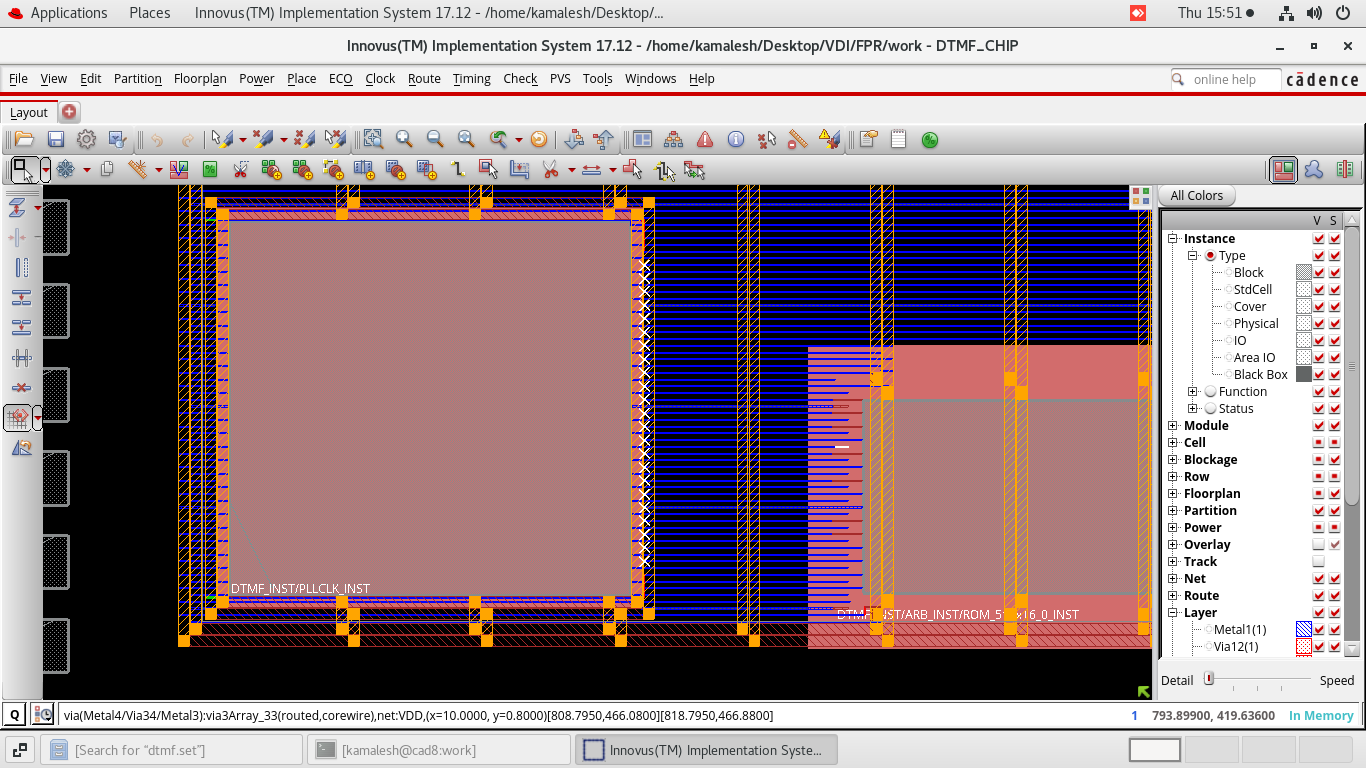 Applications Places Innovus(TM) Implementation System 17.12 - /home/kamalesh/Desktop/... Thu 15:51
Innovus(TM) Implementation System 17.12 - /home/kamalesh/Desktop/VDI/FPR/work - DTMF_CHIP
File View Edit Partition Floorplan Power Place ECO Clock Route Timing Check PVS Tools Windows Help online help cādence
Layout
All Colors
V S
Instance
Type
Block
StdCell
Cover
Physical
IO
Area IO
Black Box
Function
Status
Module
Cell
Blockage
Row
Floorplan
Partition
Power
Overlay
Track
Net
Route
Layer
Metal1(1)
Via12(1)
DTMF_INST/PLLCLK_INST
Detail Speed
Q via(Metal4/Via34/Metal3):via3Array_33(routed,corewire),net:VDD,(x=10.0000, y=0.8000)[808.7950,466.0800][818.7950,466.8800] 1 793.89900, 419.63600 In Memory
[Search for “dtmf.set”] [kamalesh@cad8:work] Innovus(TM) Implementation Syste...